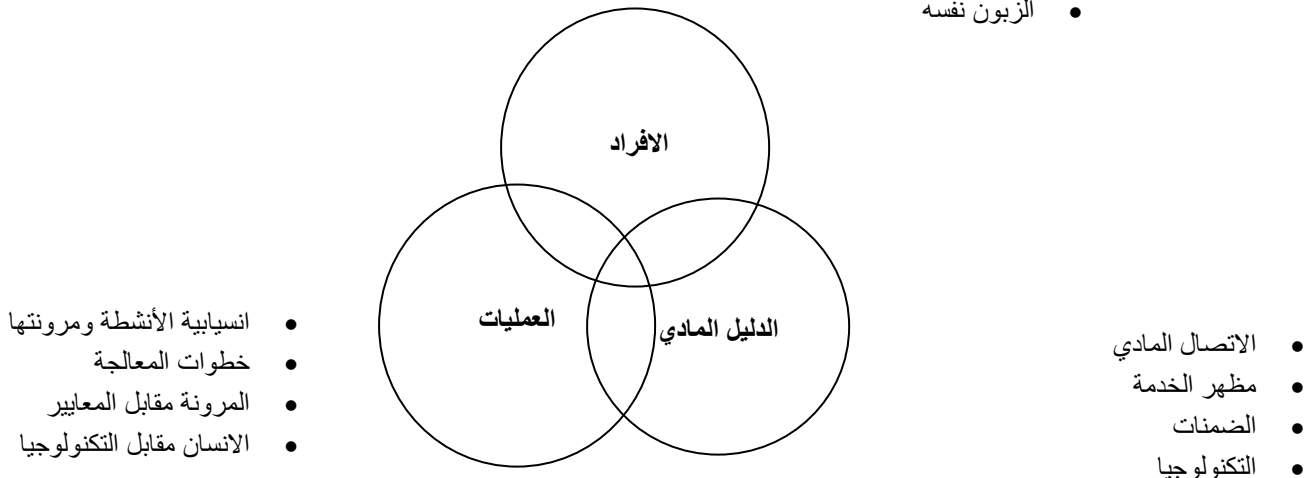 • الزبون نفسه
الافراد
العمليات
الدليل المادي
• انسيابية الأنشطة ومرونتها
• خطوات المعالجة
• المرونة مقابل المعايير
• الانسان مقابل التكنولوجيا
• الاتصال المادي
• مظهر الخدمة
• الضمنات
• التكنولوجيا